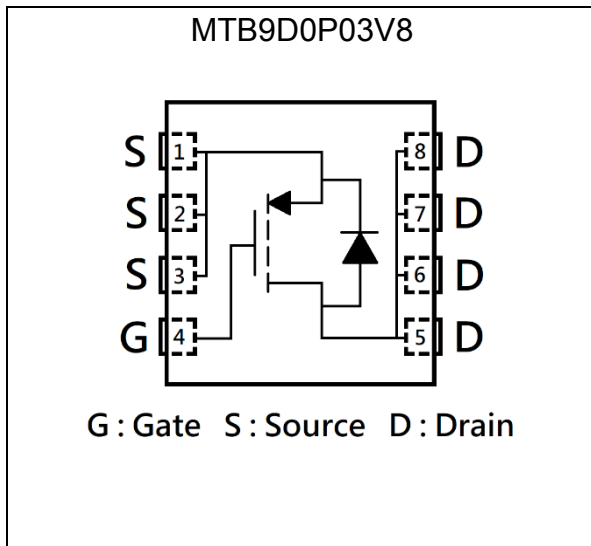 MTB9D0P03V8
S 1 8 D
S 2 7 D
S 3 6 D
G 4 5 D
G : Gate S : Source D : Drain